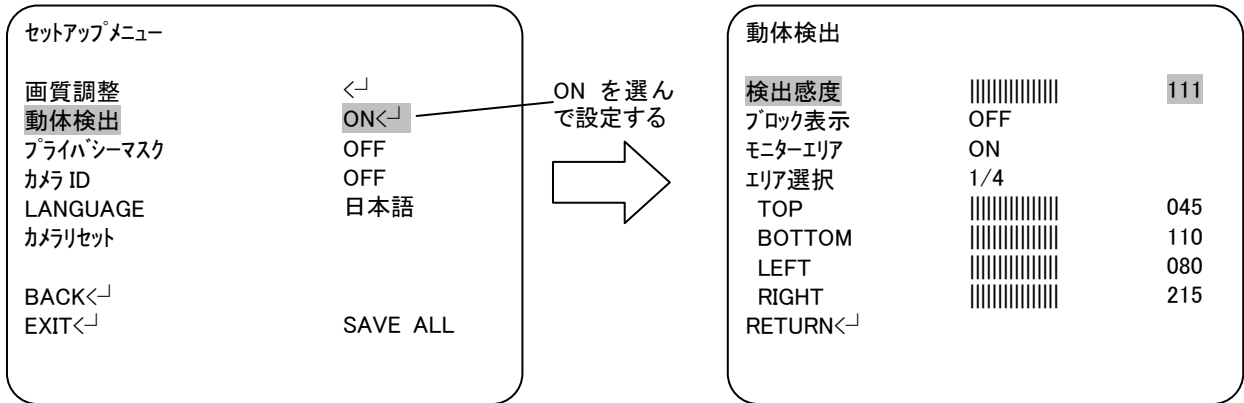 セットアップメニュー
画質調整 <┘
動体検出 ON<┘
プライバシーマスク OFF
カメラ ID OFF
LANGUAGE 日本語
カメラリセット
BACK<┘
EXIT<┘ SAVE ALL
ON を選ん
で設定する
動体検出
検出感度 ||||||||||||||| 111
ブロック表示 OFF
モニターエリア ON
エリア選択 1/4
TOP ||||||||||||||| 045
BOTTOM ||||||||||||||| 110
LEFT ||||||||||||||| 080
RIGHT ||||||||||||||| 215
RETURN<┘